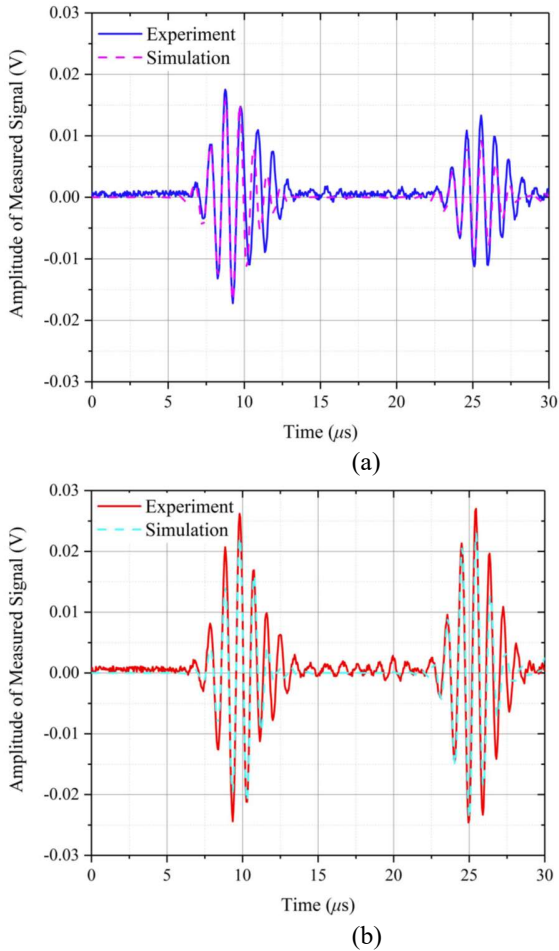 Experiment
Simulation
Amplitude of Measured Signal (V)
0.03
0.02
0.01
0.00
-0.01
-0.02
-0.03
0 5 10 15 20 25 30
Time (μs)
(a)
Experiment
Simulation
Amplitude of Measured Signal (V)
0.03
0.02
0.01
0.00
-0.01
-0.02
-0.03
0 5 10 15 20 25 30
Time (μs)
(b)